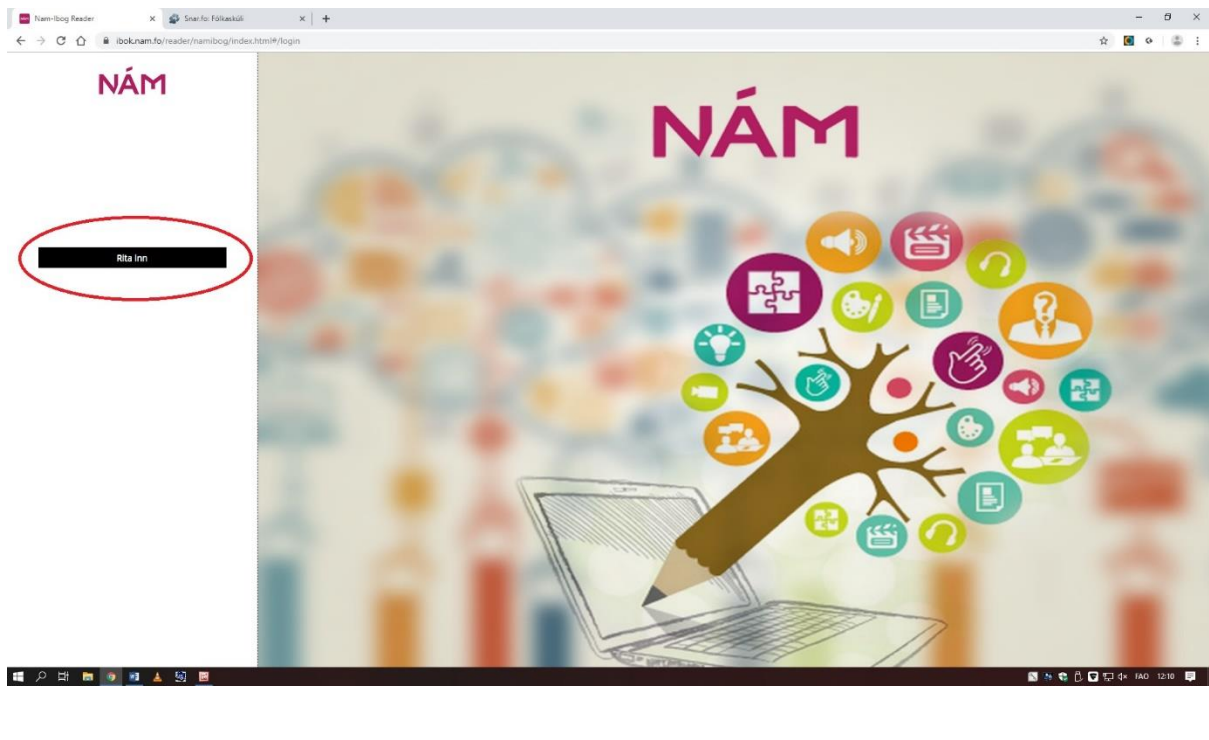 Nam-Ibog Reader
Snar.fo: Fólkaskúli
ibok.nam.fo/reader/namibog/index.html#/login
NÁM
NÁM
Rita inn
FAO 12:10